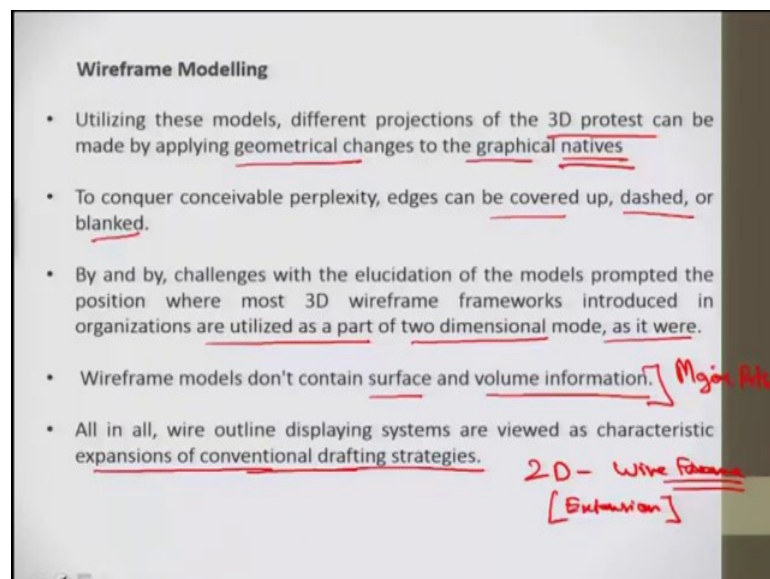 Wireframe Modelling
• Utilizing these models, different projections of the 3D protest can be
made by applying geometrical changes to the graphical natives
• To conquer conceivable perplexity, edges can be covered up, dashed, or
blanked.
• By and by, challenges with the elucidation of the models prompted the
position where most 3D wireframe frameworks introduced in
organizations are utilized as a part of two dimensional mode, as it were.
• Wireframe models don't contain surface and volume information. Major
• All in all, wire outline displaying systems are viewed as characteristic
expansions of conventional drafting strategies.
2D - Wire Frame
[Extension]